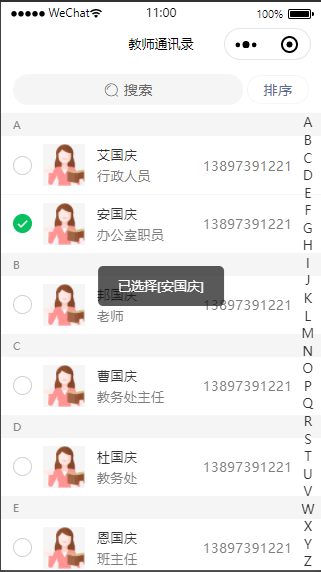 WeChat 11:00 100%
教师通讯录
搜索 排序
A
艾国庆
行政人员
13897391221
安国庆
办公室职员
13897391221
B
邦国庆
老师
13897391221
已选择[安国庆]
C
曹国庆
教务处主任
13897391221
D
杜国庆
教务处
13897391221
E
恩国庆
班主任
13897391221
A
B
C
D
E
F
G
H
I
J
K
L
M
N
O
P
Q
R
S
T
U
V
W
X
Y
Z